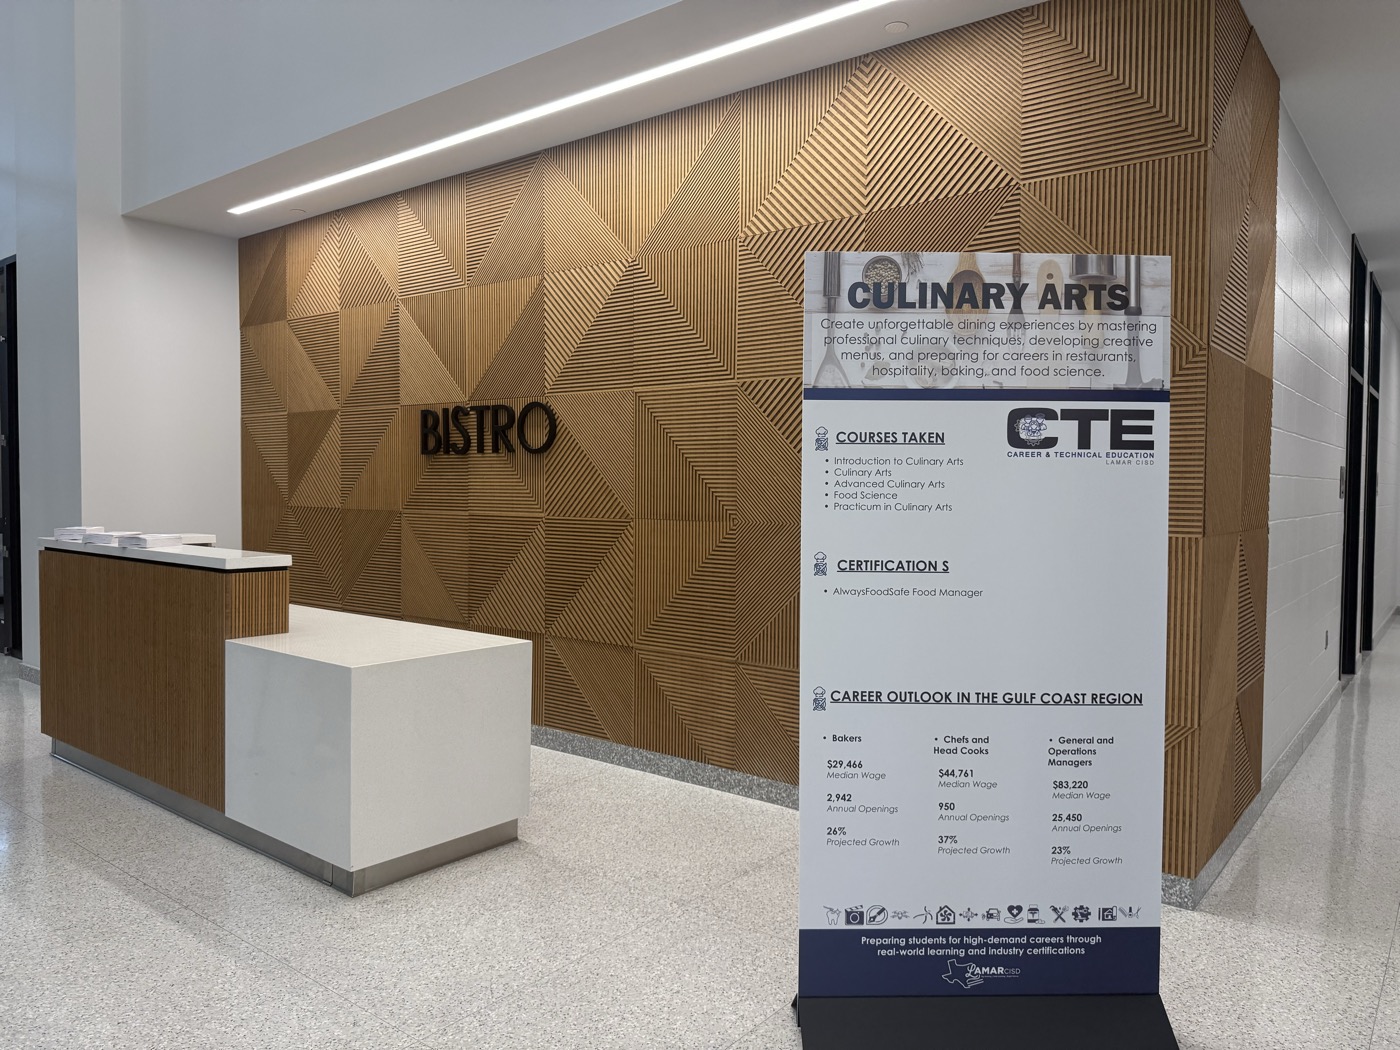 BISTRO
CULINARY ARTS
Create unforgettable dining experiences by mastering
professional culinary techniques, developing creative
menus, and preparing for careers in restaurants,
hospitality, baking, and food science.
CTE
CAREER & TECHNICAL EDUCATION
LAMAR CISD
COURSES TAKEN
• Introduction to Culinary Arts
• Culinary Arts
• Advanced Culinary Arts
• Food Science
• Practicum in Culinary Arts
CERTIFICATION S
• AlwaysFoodSafe Food Manager
CAREER OUTLOOK IN THE GULF COAST REGION
• Bakers
$29,466
Median Wage
2,942
Annual Openings
26%
Projected Growth
• Chefs and
Head Cooks
$44,761
Median Wage
950
Annual Openings
37%
Projected Growth
• General and
Operations
Managers
$83,220
Median Wage
25,450
Annual Openings
23%
Projected Growth
Preparing students for high-demand careers through
real-world learning and industry certifications
LAMAR CISD